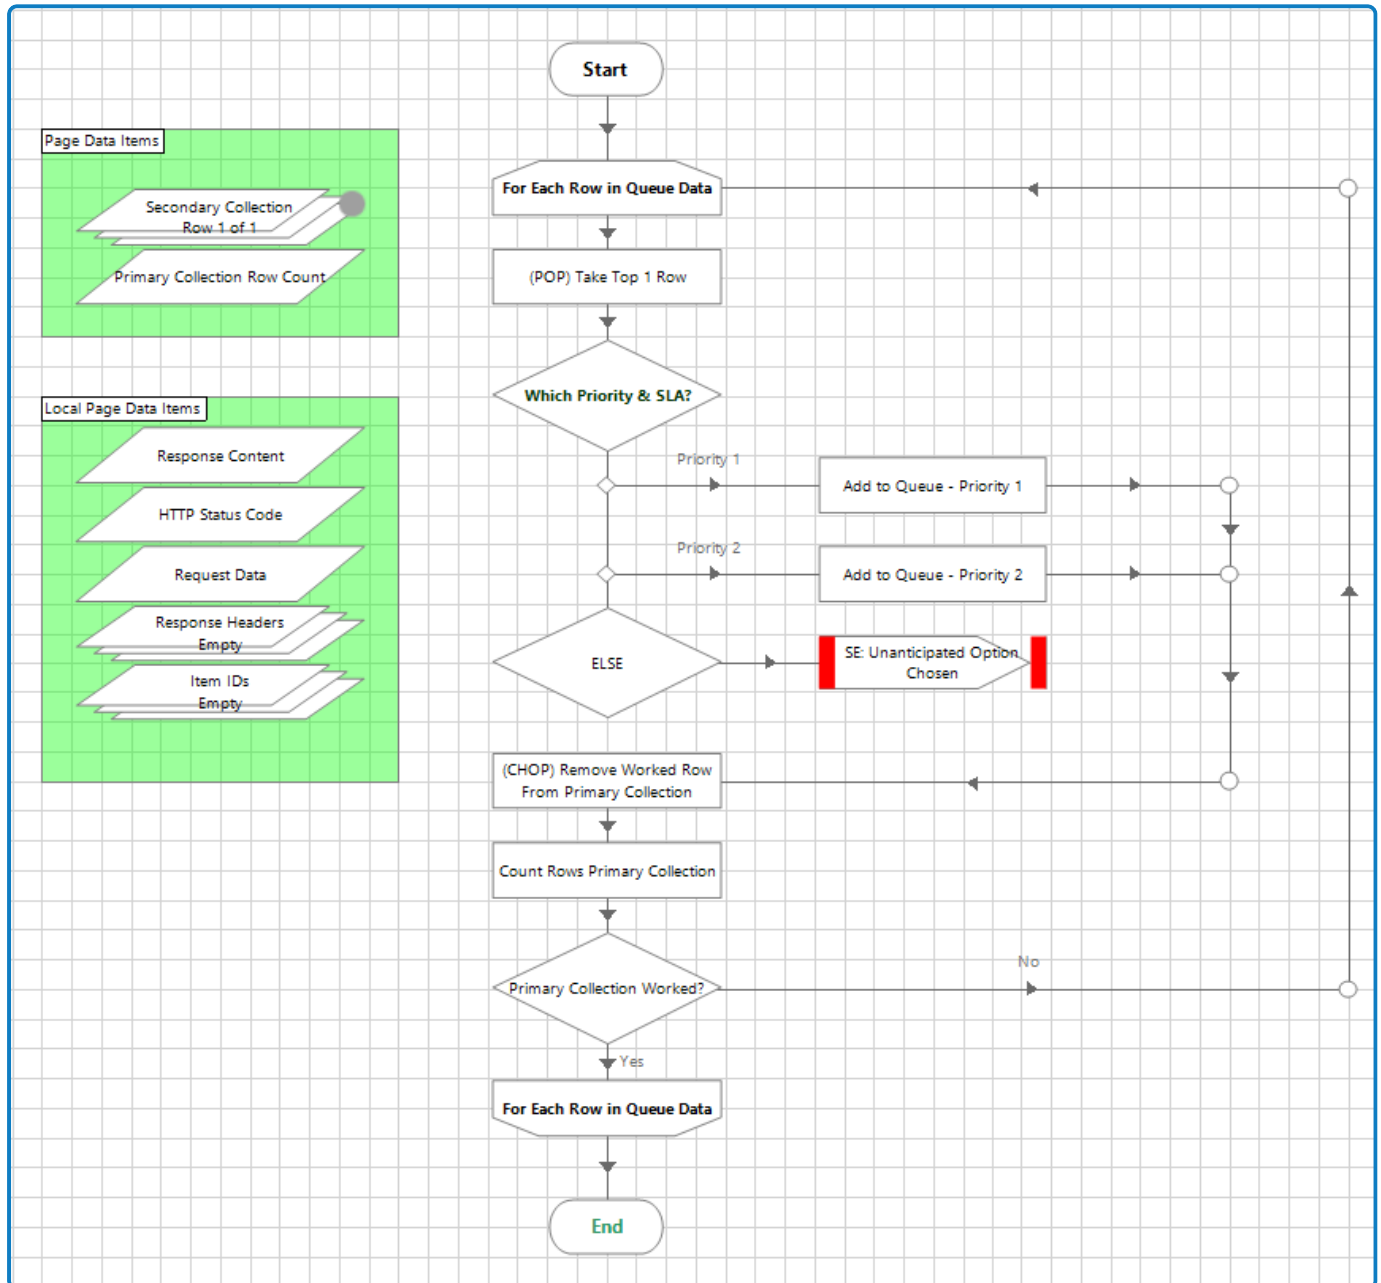 Start
Page Data Items
Secondary Collection
Row 1 of 1
Primary Collection Row Count
For Each Row in Queue Data
(POP) Take Top 1 Row
Which Priority & SLA?
Local Page Data Items
Response Content
HTTP Status Code
Request Data
Response Headers
Empty
Item IDs
Empty
Priority 1
Add to Queue - Priority 1
Priority 2
Add to Queue - Priority 2
ELSE
SE: Unanticipated Option
Chosen
(CHOP) Remove Worked Row
From Primary Collection
Count Rows Primary Collection
Primary Collection Worked?
No
Yes
For Each Row in Queue Data
End